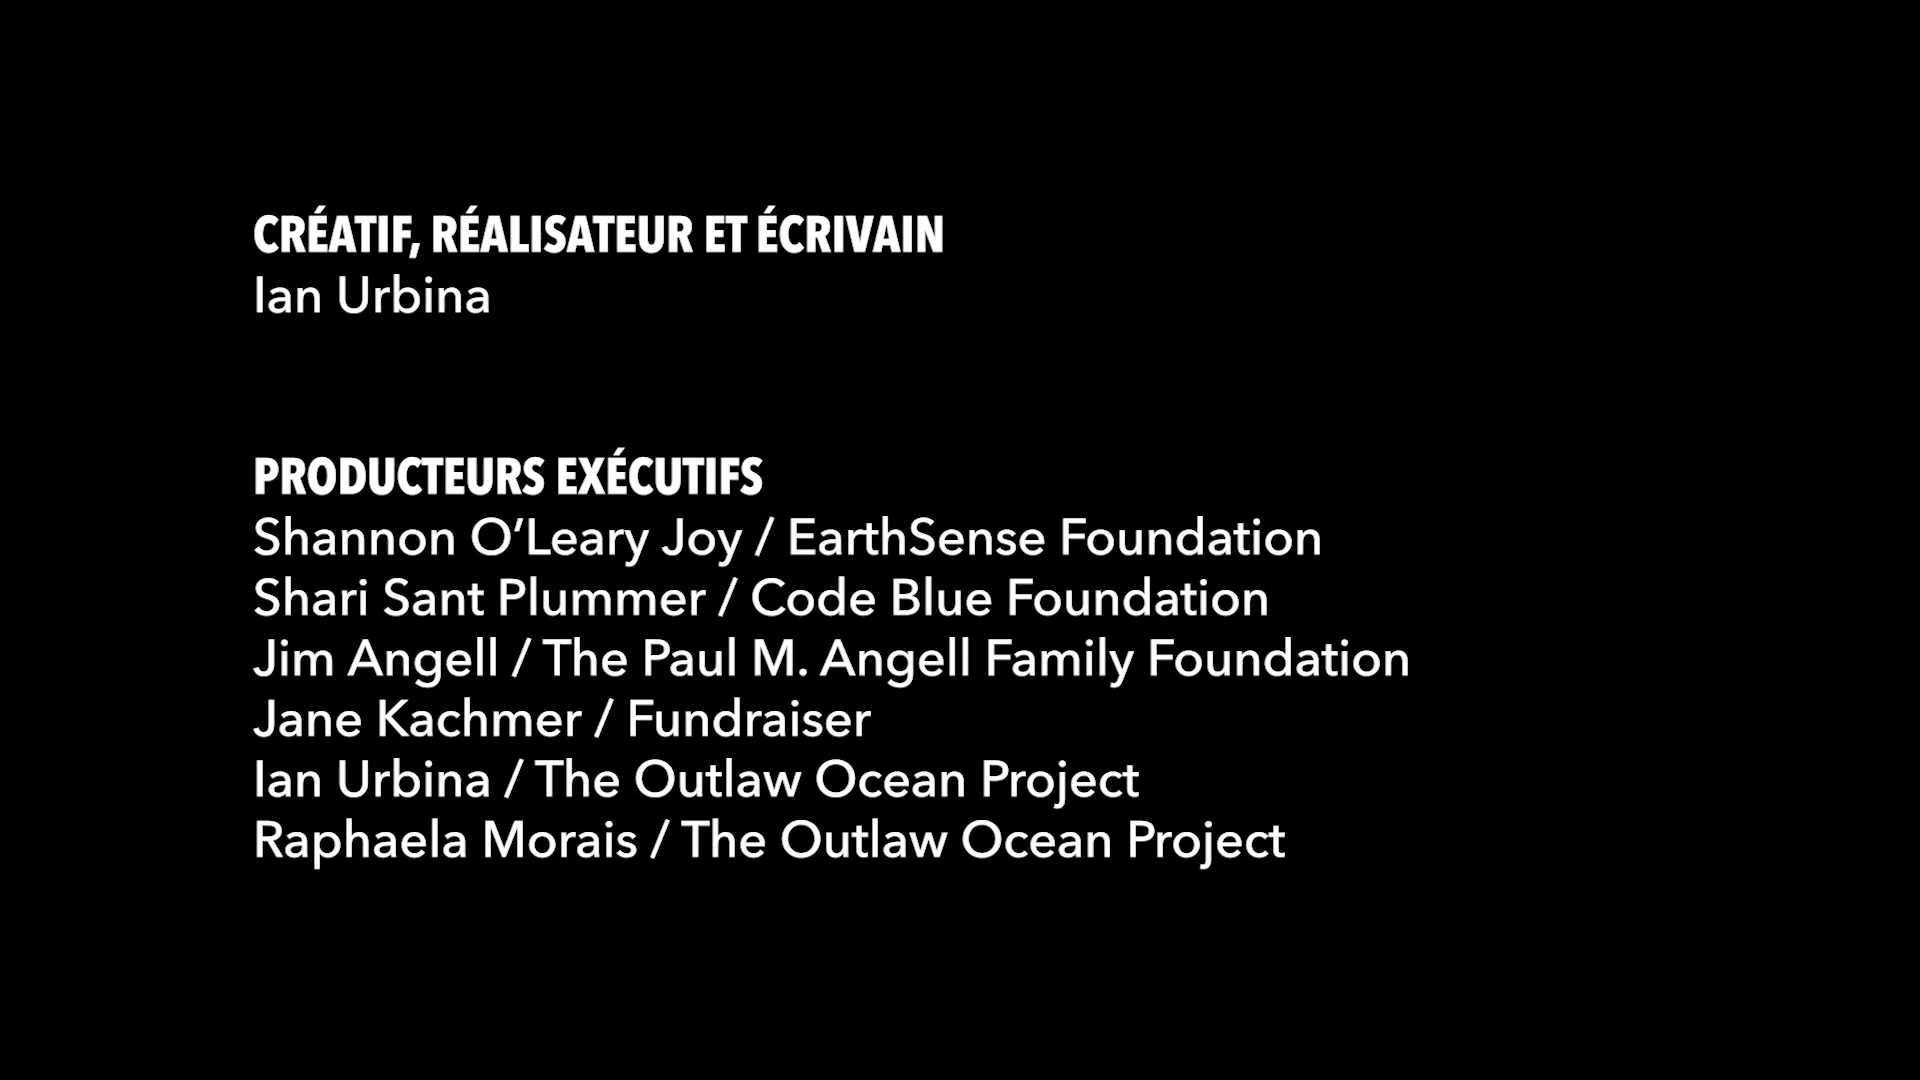 CRÉATIF, RÉALISATEUR ET ÉCRIVAIN
Ian Urbina
PRODUCTEURS EXÉCUTIFS
Shannon O’Leary Joy / EarthSense Foundation
Shari Sant Plummer / Code Blue Foundation
Jim Angell / The Paul M. Angell Family Foundation
Jane Kachmer / Fundraiser
Ian Urbina / The Outlaw Ocean Project
Raphaela Morais / The Outlaw Ocean Project